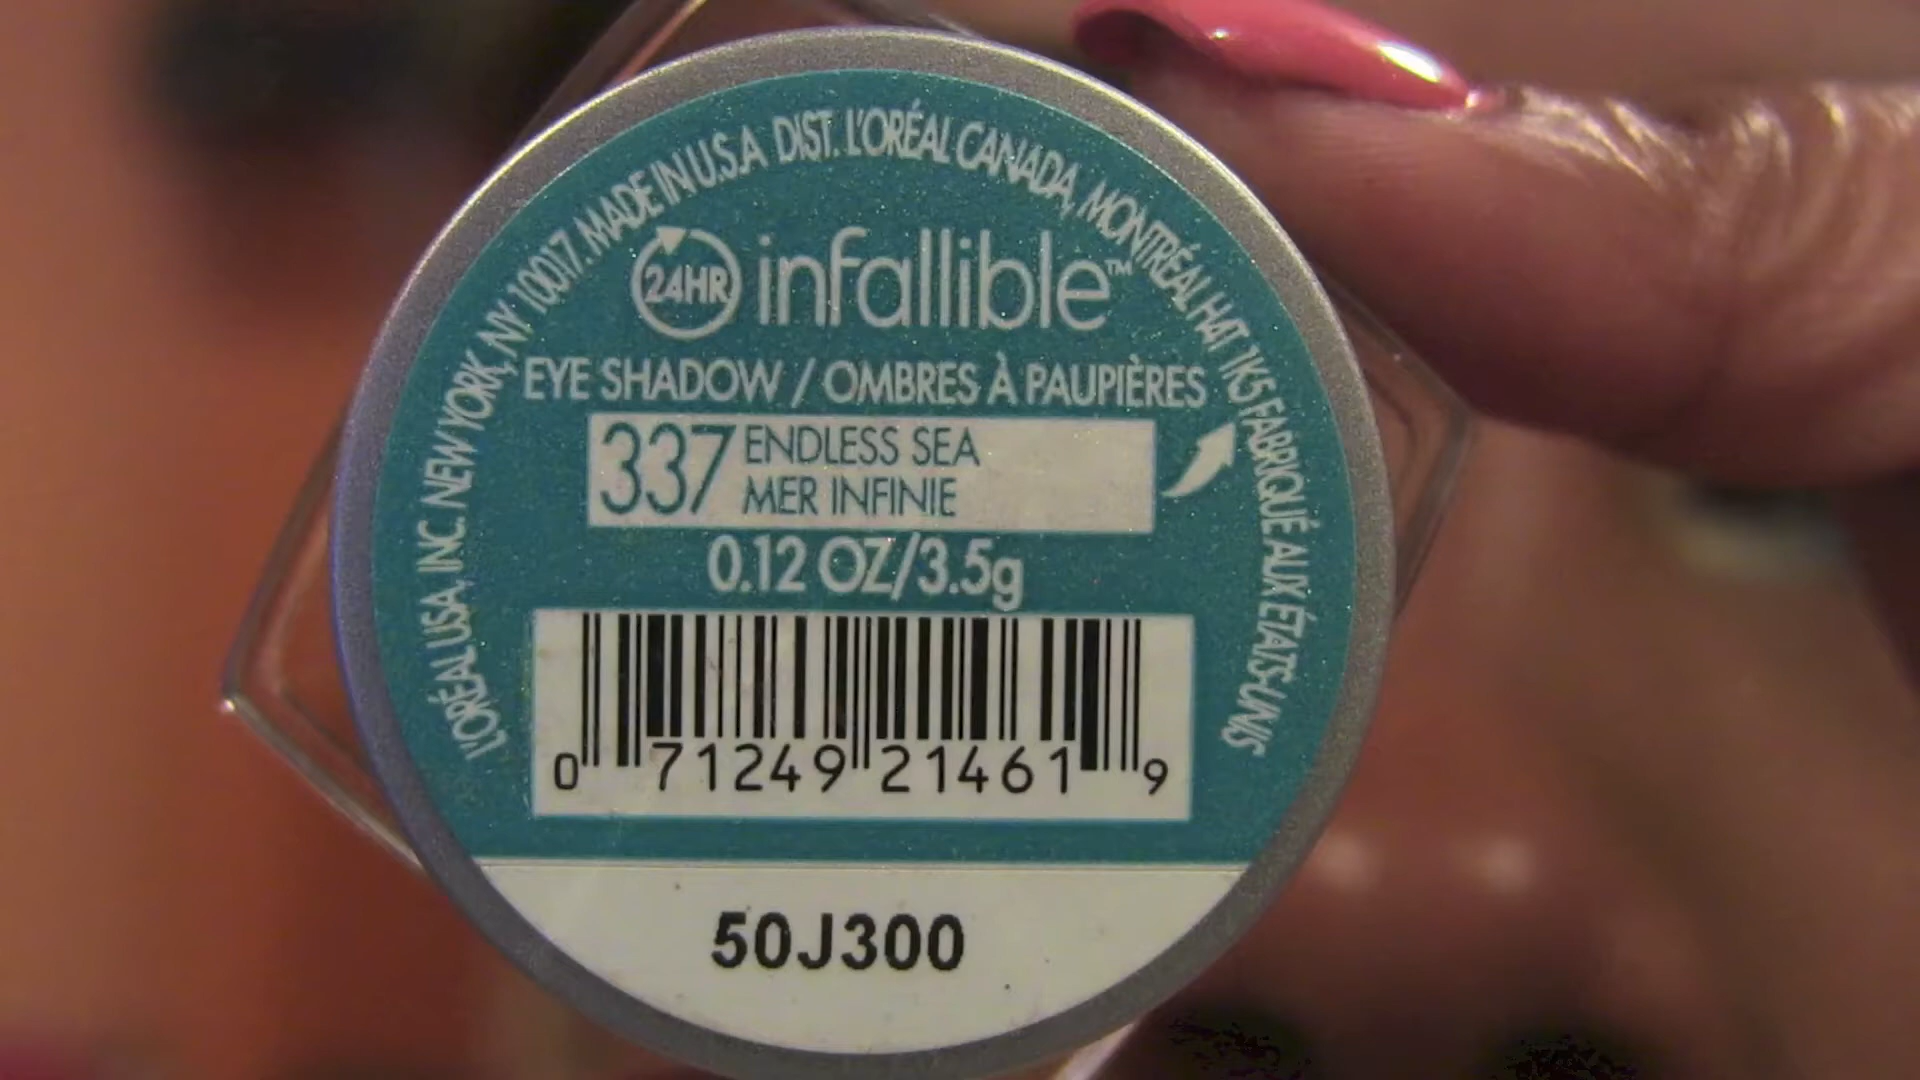 L'ORÉAL USA, INC. NEW YORK, NY 10017. MADE IN U.S.A DIST. L'ORÉAL CANADA, MONTRÉAL H4T 1K5 FABRIQUÉ AUX ÉTATS-UNIS
24HR infallible™
EYE SHADOW / OMBRES À PAUPIÈRES
337 ENDLESS SEA
MER INFINIE
0.12 OZ/3.5g
0 71249 21461 9
50J300